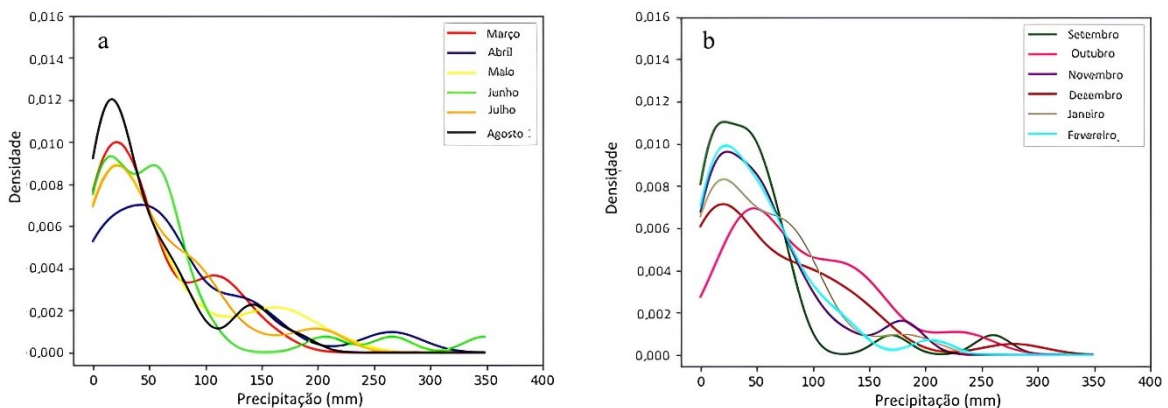 a
0,016
0,014
0,012
0,010
0,008
0,006
0,004
0,002
0,000
Densidade
0
50
100
150
200
250
300
350
400
Precipitação (mm)
Março
Abril
Maio
Junho
Julho
Agosto :
b
0,016
0,014
0,012
0,010
0,008
0,006
0,004
0,002
0,000
Densidade
0
50
100
150
200
250
300
350
400
Precipitação (mm)
Setembro
Outubro
Novembro
Dezembro
Janeiro
Fevereiro